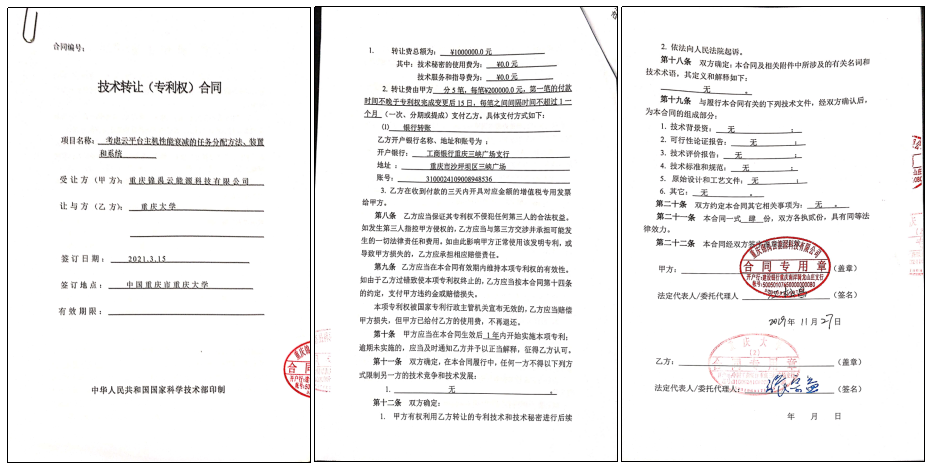 合同编号：
技术转让（专利权）合同
项目名称： 考虑云平台主机性能衰减的任务分配方法、装置
和系统
受让方（甲方）：重庆锦禹云能源科技有限公司
让与方（乙方）： 重庆大学
签订日期： 2021.3.15
签订地点： 中国重庆市重庆大学
有效期限：
中华人民共和国国家科学技术部印制
1. 转让费总额为： ¥1000000.0 元
其中：技术秘密的使用费为： ¥0.0 元
技术服务和指导费为： ¥0.0 元
2. 转让费由甲方 分 5 笔，每笔¥200000.0 元，第一笔的付款
时间不晚于专利权完成变更后 15 日，每笔之间间隔时间不超过 1 一
个月 （一次、分期或提成）支付乙方。具体支付方式如下：
⑴ 银行转账
乙方开户银行名称、地址和账号为：
开户银行： 工商银行重庆三峡广场支行
地址： 重庆市沙坪坝区三峡广场
账号： 3100024109008948536
3. 乙方在收到付款的三天内开具对应金额的增值税专用发票
给甲方。
第八条 乙方应当保证其专利权不侵犯任何第三人的合法权益。
如发生第三人指控甲方侵权的，乙方应当与第三方交涉并承担可能发
生的一切法律责任和费用，如由此影响甲方正常使用该发明专利，或
导致甲方损失的，乙方应承担相应赔偿责任。
第九条 乙方应当在本合同有效期内维持本项专利权的有效性。
如由于乙方过错致使本项专利权终止的，乙方应当按本合同第十四条
的约定，支付甲方违约金或赔偿损失。
本项专利权被国家专利行政主管机关宣布无效的，乙方应当赔偿
甲方损失，但甲方已给付乙方的使用费，不再返还。
第十条 甲方应当在本合同生效后 1 年内开始实施本项专利；
逾期未实施的，应当及时通知乙方并予以正当解释，征得乙方认可。
第十一条 双方确定，在本合同履行中，任何一方不得以下列方
式限制另一方的技术竞争和技术发展：
1. 无 。
第十二条 双方确定：
1. 甲方有权利用乙方转让的专利技术和技术秘密进行后续
2. 依法向人民法院起诉。
第十八条 双方确定：本合同及相关附件中所涉及的有关名词和
技术术语，其定义和解释如下：
无 。
第十九条 与履行本合同有关的下列技术文件，经双方确认后，
为本合同的组成部分：
1. 技术背景资： 无 ；
2. 可行性论证报告： 无 ；
3. 技术评价报告： 无 ；
4. 技术标准和规范： 无 ；
5. 原始设计和工艺文件： 无 ；
6. 其它： 无 。
第二十条 双方约定本合同其它相关事项为： 无 。
第二十一条 本合同一式 肆 份，双方各执贰份，具有同等法
律效力。
第二十二条 本合同经双方签
甲方： （盖章）
合同专用章
法定代表人/委托代理人 （签名）
2019 年 11 月 27 日
乙方： （盖章）
法定代表人/委托代理人 （签名）
年 月 日